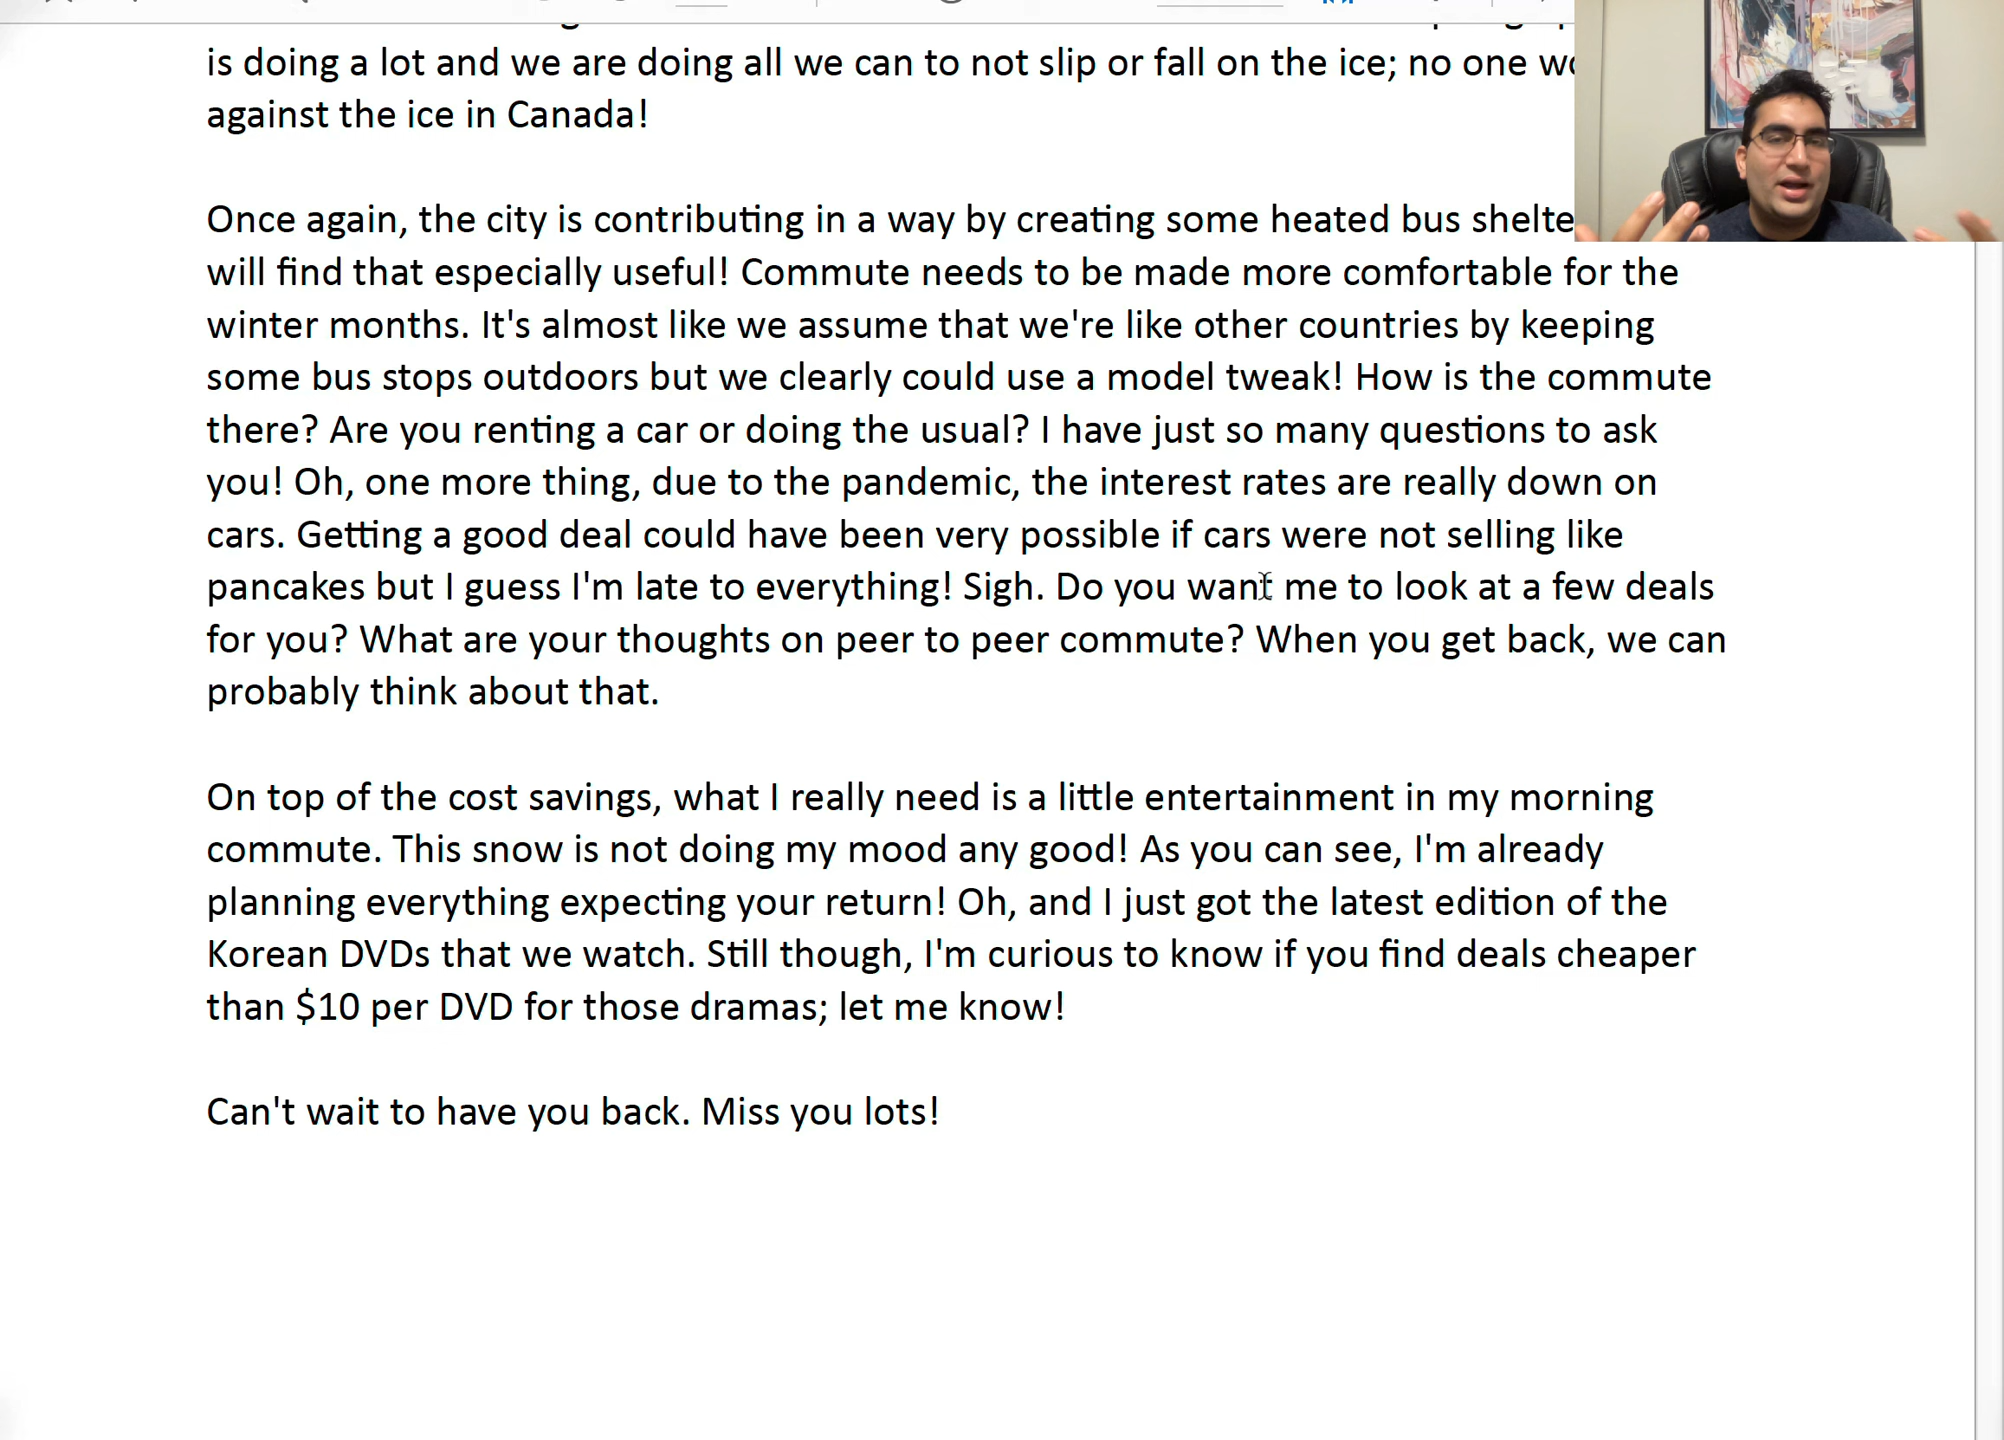 is doing a lot and we are doing all we can to not slip or fall on the ice; no one
against the ice in Canada!
Once again, the city is contributing in a way by creating some heated bus
will find that especially useful! Commute needs to be made more comfortable for the
winter months. It's almost like we assume that we're like other countries by keeping
some bus stops outdoors but we clearly could use a model tweak! How is the commute
there? Are you renting a car or doing the usual? I have just so many questions to ask
you! Oh, one more thing, due to the pandemic, the interest rates are really down on
cars. Getting a good deal could have been very possible if cars were not selling like
pancakes but I guess I'm late to everything! Sigh. Do you want me to look at a few deals
for you? What are your thoughts on peer to peer commute? When you get back, we can
probably think about that.
On top of the cost savings, what I really need is a little entertainment in my morning
commute. This snow is not doing my mood any good! As you can see, I'm already
planning everything expecting your return! Oh, and I just got the latest edition of the
Korean DVDs that we watch. Still though, I'm curious to know if you find deals cheaper
than $10 per DVD for those dramas; let me know!
Can't wait to have you back. Miss you lots!